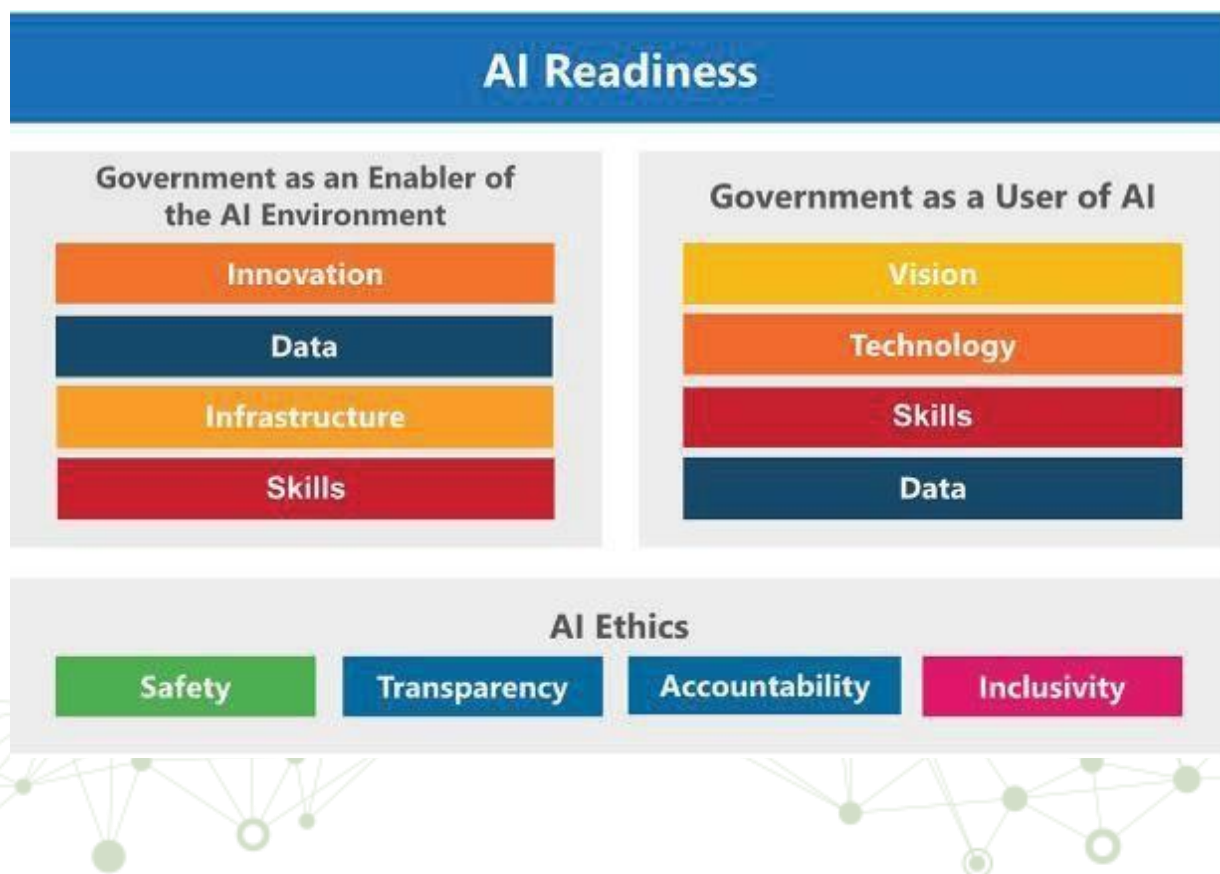 AI Readiness
Government as an Enabler of
the AI Environment
Innovation
Data
Infrastructure
Skills
Government as a User of AI
Vision
Technology
Skills
Data
AI Ethics
Safety
Transparency
Accountability
Inclusivity